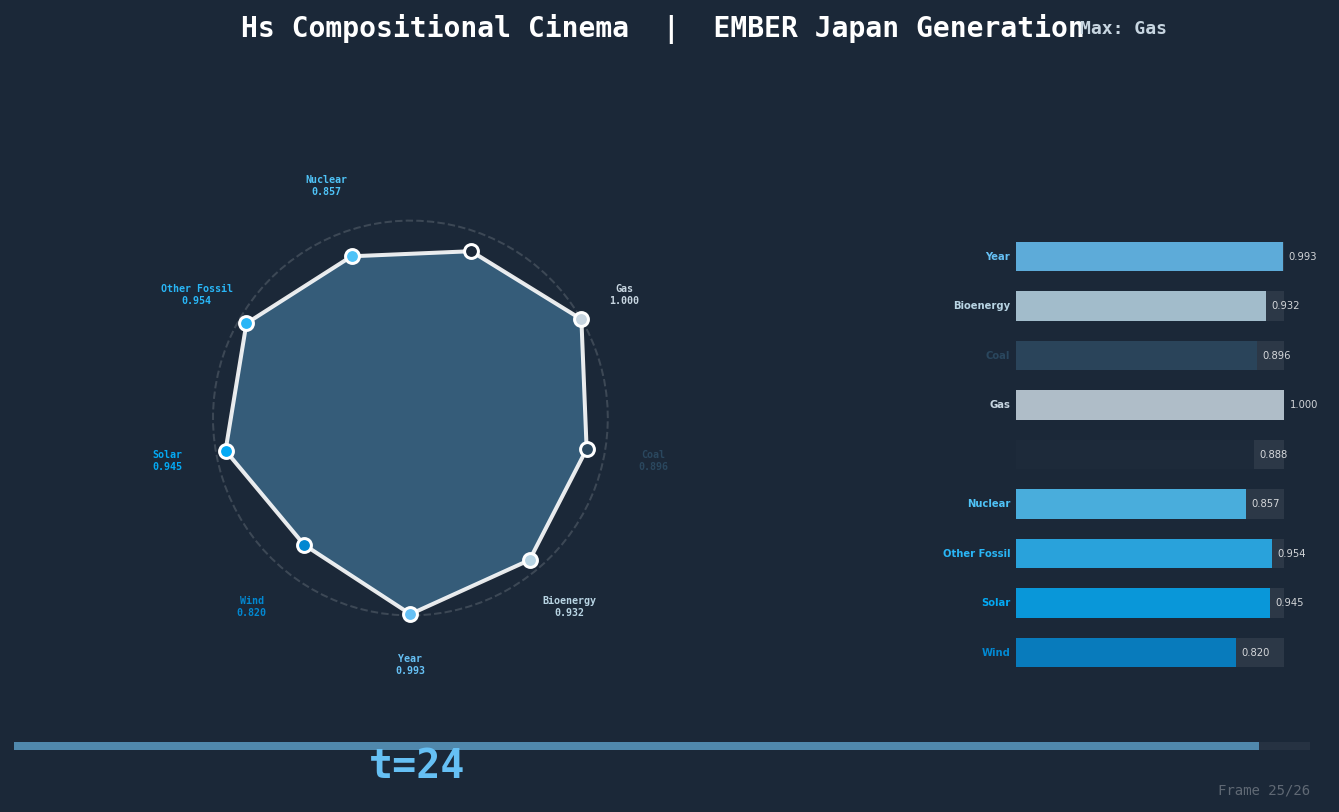 Hs Compositional Cinema | EMBER Japan Generation
Max: Gas
Nuclear
0.857
Other Fossil
0.954
Gas
1.000
Solar
0.945
Coal
0.896
Wind
0.820
Bioenergy
0.932
Year
0.993
Year 0.993
Bioenergy 0.932
Coal 0.896
Gas 1.000
0.888
Nuclear 0.857
Other Fossil 0.954
Solar 0.945
Wind 0.820
t=24
Frame 25/26